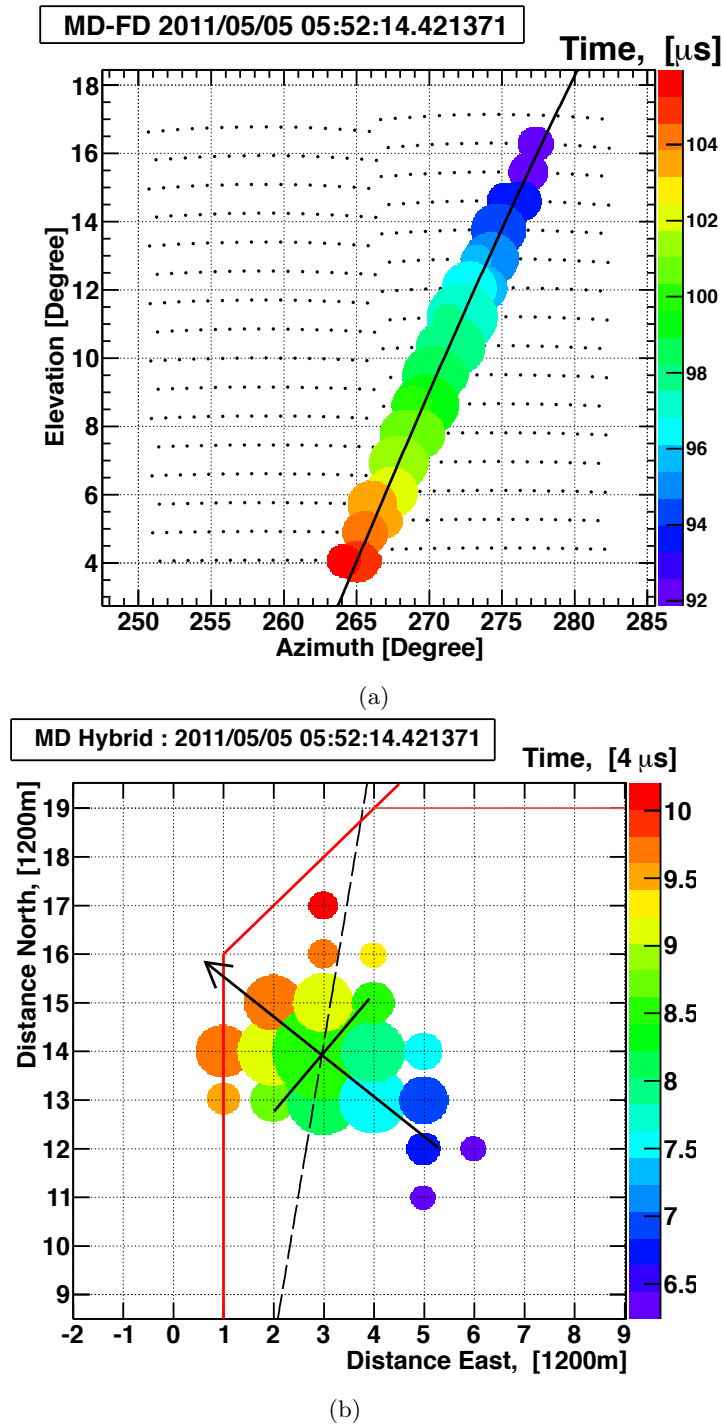 MD-FD 2011/05/05 05:52:14.421371
Time, [μs]
18
16
14
12
10
8
6
4
Elevation [Degree]
104
102
100
98
96
94
92
250 255 260 265 270 275 280 285
Azimuth [Degree]
(a)
MD Hybrid : 2011/05/05 05:52:14.421371
Time, [4 μs]
19
18
17
16
15
14
13
12
11
10
9
Distance North, [1200m]
10
9.5
9
8.5
8
7.5
7
6.5
-2 -1 0 1 2 3 4 5 6 7 8 9
Distance East, [1200m]
(b)